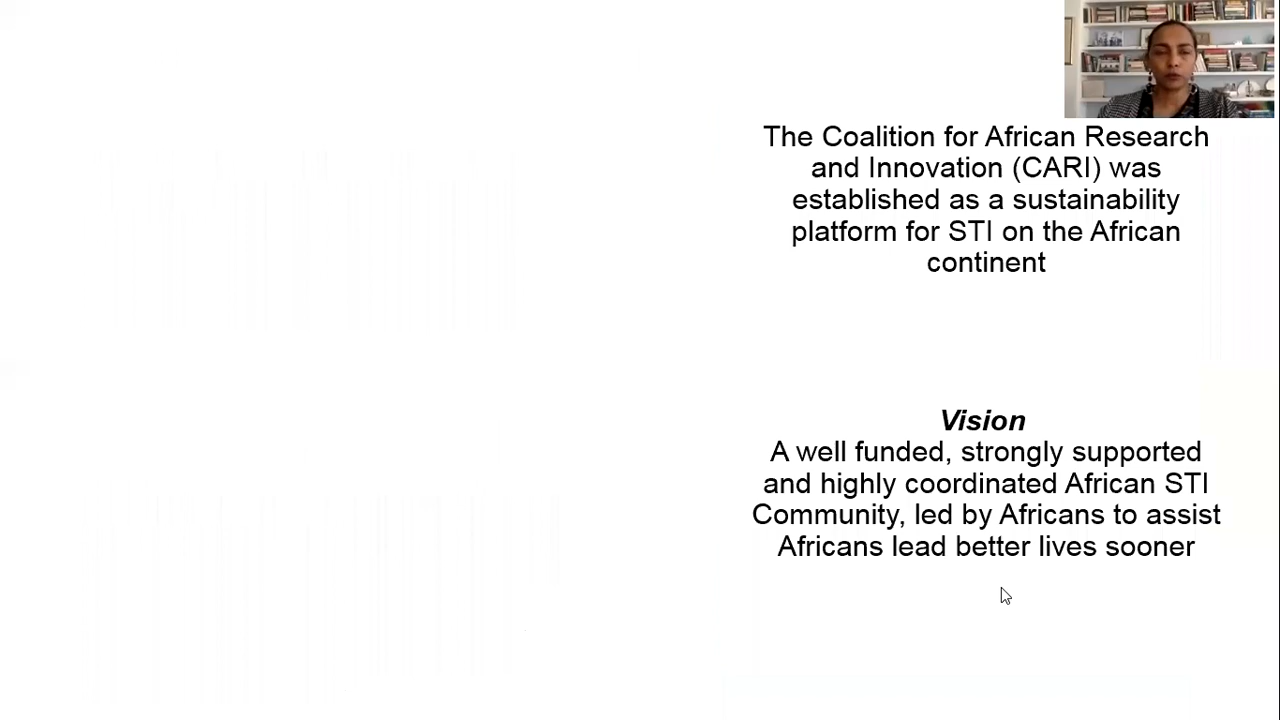 The Coalition for African Research
and Innovation (CARI) was
established as a sustainability
platform for STI on the African
continent
Vision
A well funded, strongly supported
and highly coordinated African STI
Community, led by Africans to assist
Africans lead better lives sooner